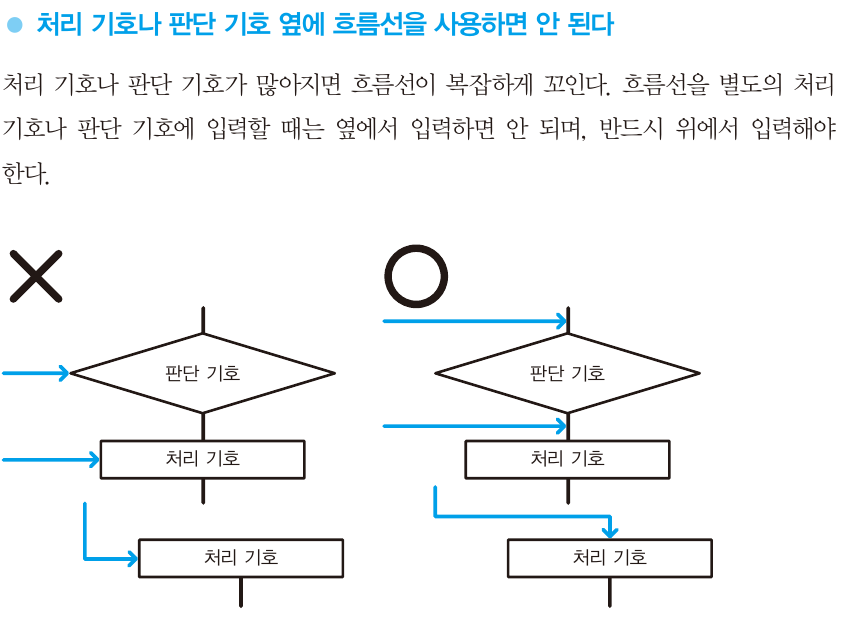 처리 기호나 판단 기호 옆에 흐름선을 사용하면 안 된다
처리 기호나 판단 기호가 많아지면 흐름선이 복잡하게 꼬인다. 흐름선을 별도의 처리
기호나 판단 기호에 입력할 때는 옆에서 입력하면 안 되며, 반드시 위에서 입력해야
한다.
판단 기호
처리 기호
처리 기호
판단 기호
처리 기호
처리 기호